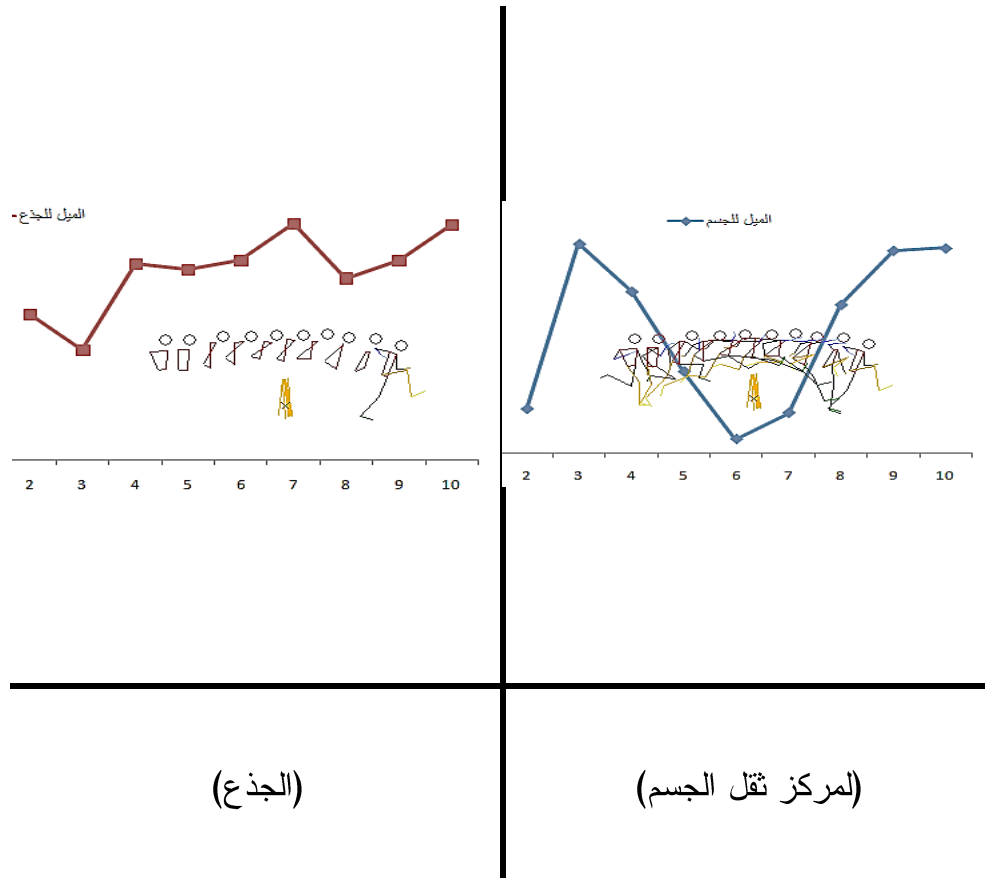 الميل للجسم
2 3 4 5 6 7 8 9 10
الميل للجذع
2 3 4 5 6 7 8 9 10
(لمركز ثقل الجسم)
(الجذع)